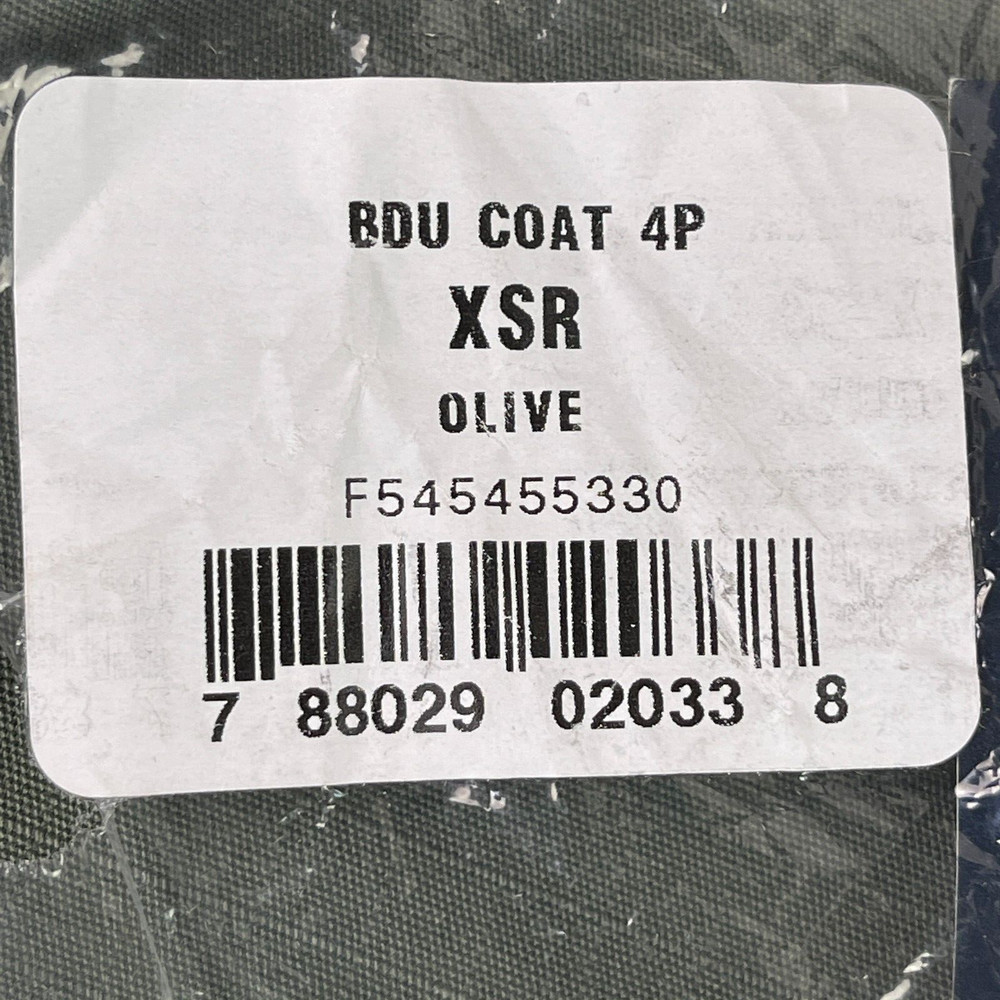 BDU COAT 4P
XSR
OLIVE
F545455330
7 88029 02033 8